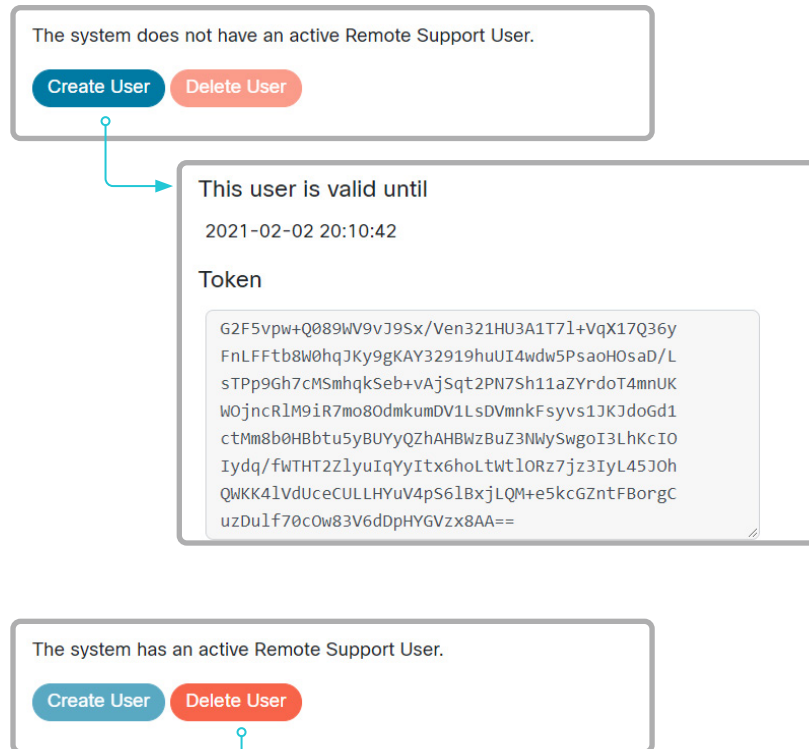 The system does not have an active Remote Support User.
Create User Delete User
This user is valid until
2021-02-02 20:10:42
Token
G2F5vpw+Q089WV9vJ9Sx/Ven321HU3A1T7l+VqX17Q36y
FnLFFtb8W0hqJKy9gKAY32919huUI4wdw5PsaoHOsaD/L
sTPp9Gh7cMSmhqkSeb+vAjSqt2PN7Sh11aZYrdoT4mnUK
WOjncRlM9iR7mo8OdmkumDV1LsDVmnkFsyvs1JKJdoGd1
ctMm8b0HBbtu5yBUYyQZhAHBWzBuZ3NWySwgoI3LhKcIO
Iydq/fWTHT2ZlyuIqYyItx6hoLtWtlORz7jz3IyL45JOh
QWKK4lVdUceCULLHYuV4pS6lBxjLQM+e5kcGZntFBorgC
uzDulf70cOw83V6dDpHYGVzx8AA==
The system has an active Remote Support User.
Create User Delete User